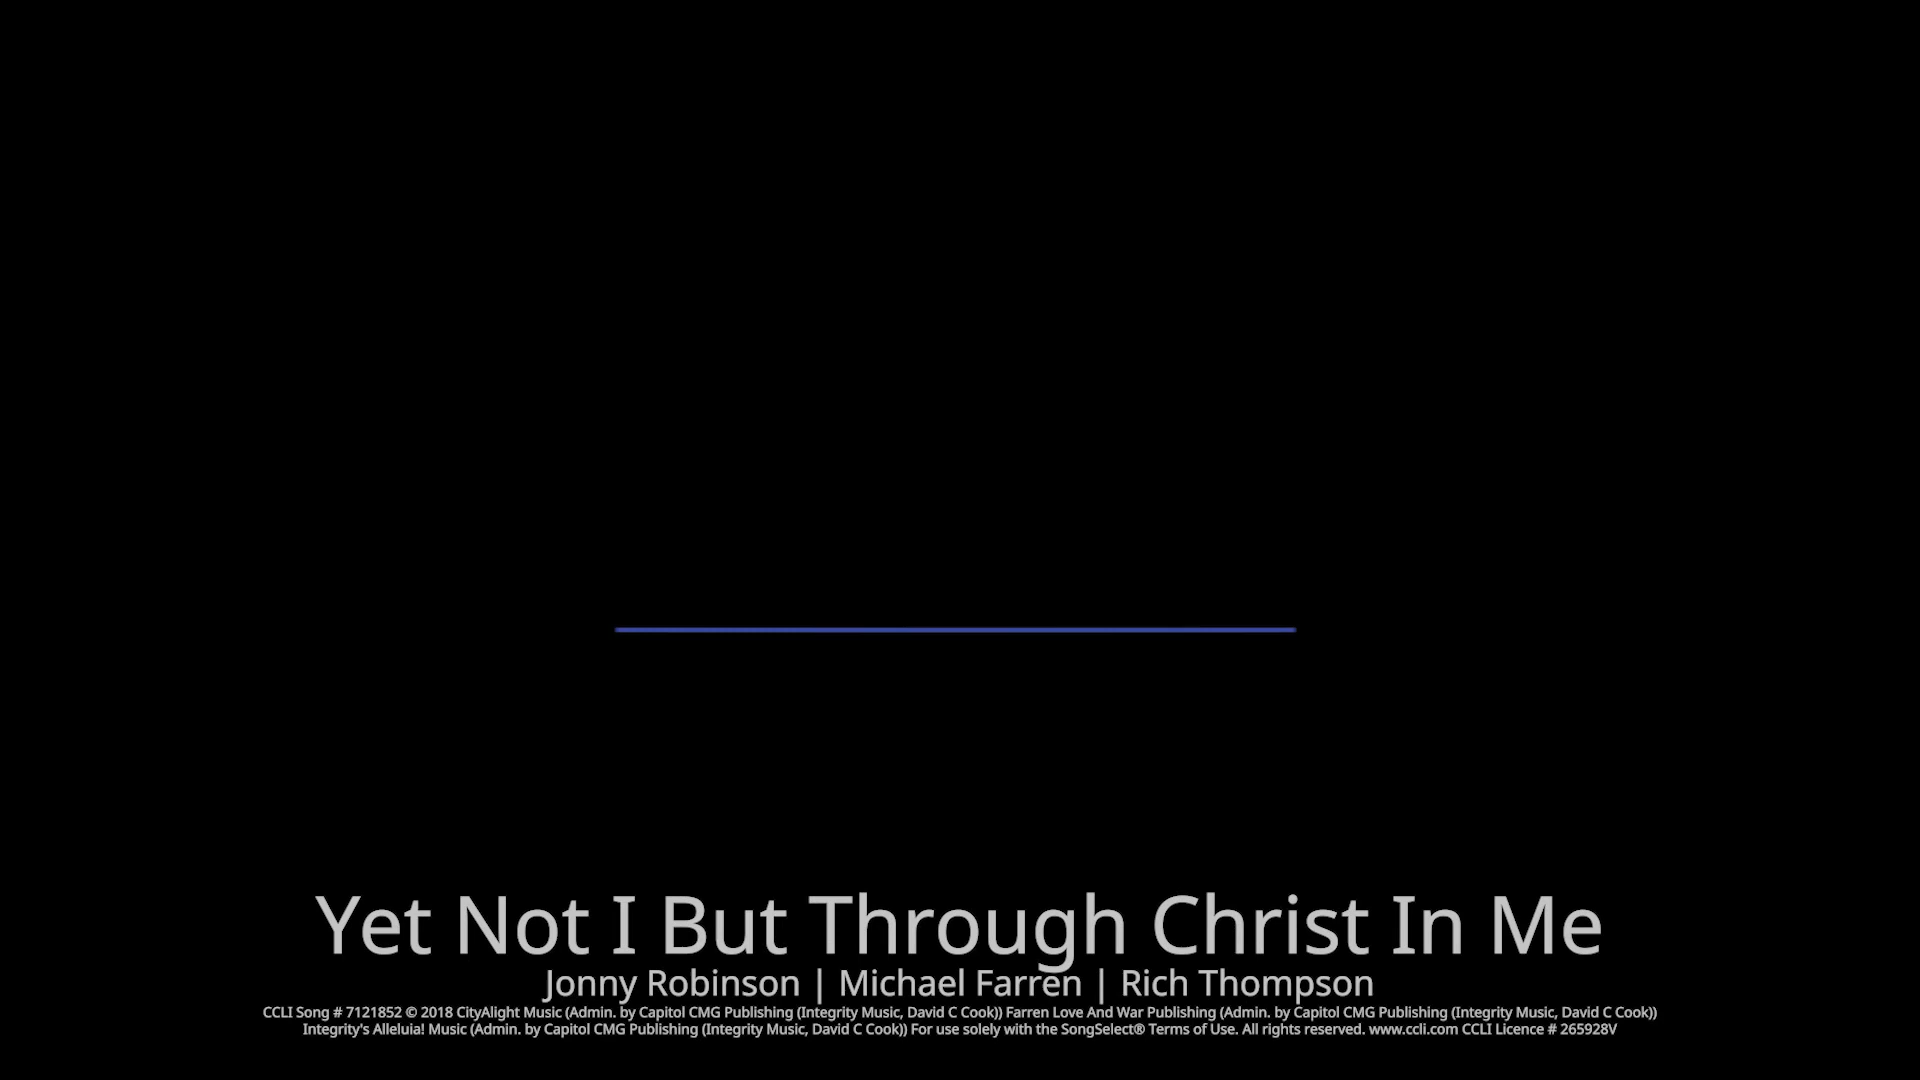 Yet Not I But Through Christ In Me
Jonny Robinson | Michael Farren | Rich Thompson
CCLI Song # 7121852 © 2018 CityAlight Music (Admin. by Capitol CMG Publishing (Integrity Music, David C Cook)) Farren Love And War Publishing (Admin. by Capitol CMG Publishing (Integrity Music, David C Cook))
Integrity's Alleluia! Music (Admin. by Capitol CMG Publishing (Integrity Music, David C Cook)) For use solely with the SongSelect® Terms of Use. All rights reserved. www.ccli.com CCLI Licence # 265928V